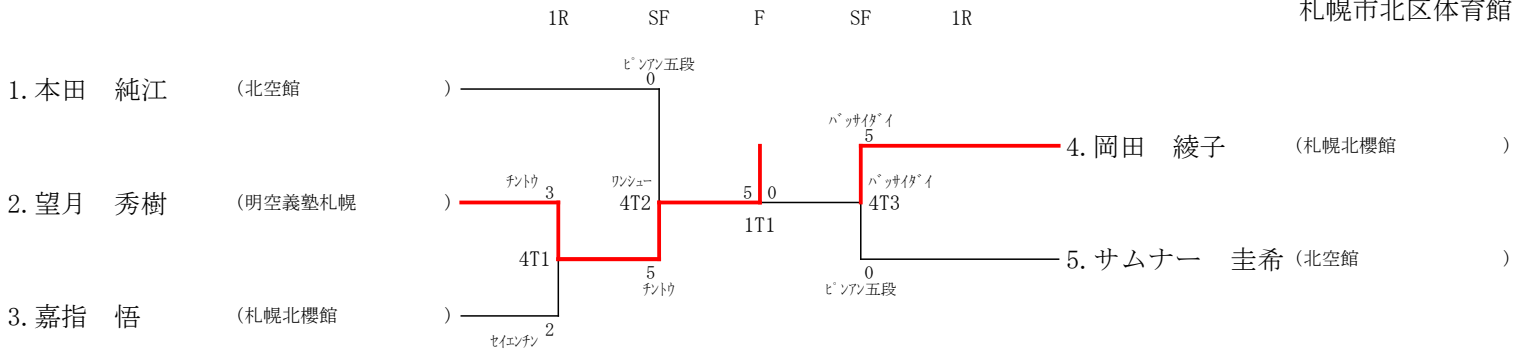 札幌市北区体育館
1R SF F SF 1R
ピンアン五段
0
1. 本田 純江 (北空館 )
バッサイダイ
5
4. 岡田 綾子 (札幌北櫻館 )
チントウ 3
ワンシュー
バッサイダイ
2. 望月 秀樹 (明空義塾札幌 )
4T2
5 0
4T3
1T1
4T1
5
チントウ
0
ピンアン五段
5. サムナー 圭希 (北空館 )
3. 嘉指 悟 (札幌北櫻館 )
セイエンチン 2